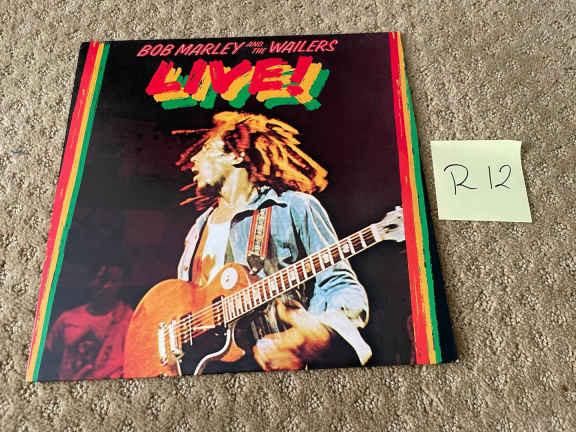 BOB MARLEY AND THE WAILERS
LIVE!
R 12